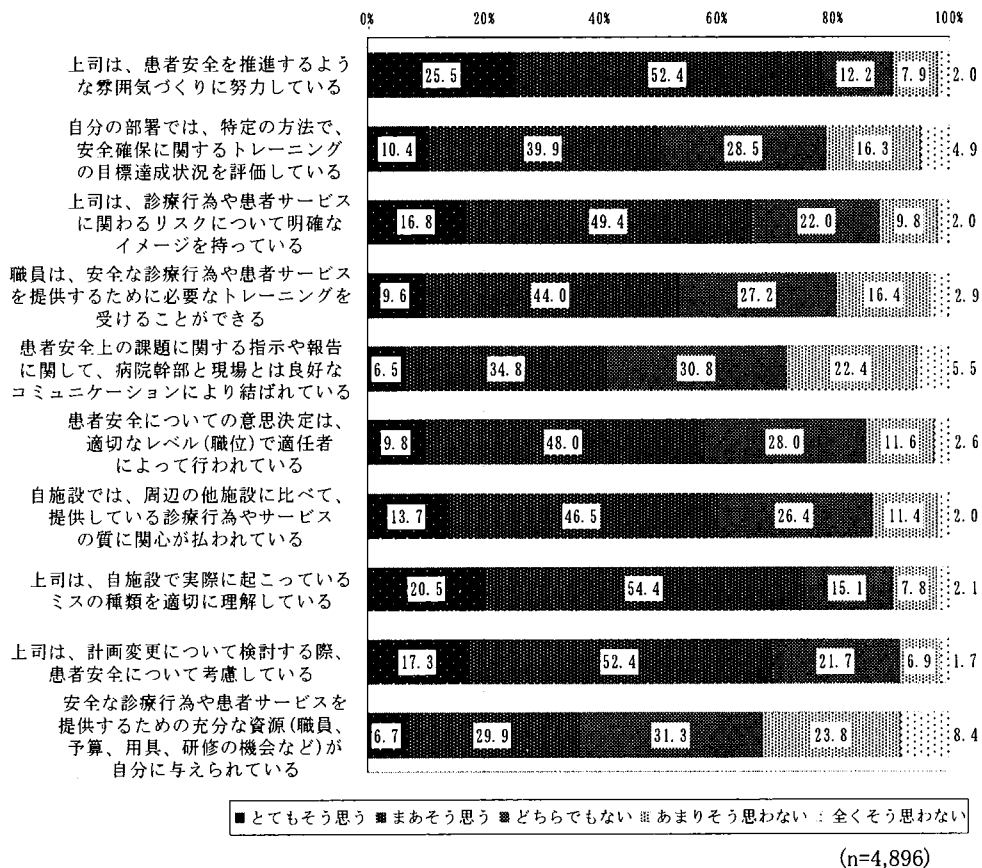 0% 20% 40% 60% 80% 100%
上司は、患者安全を推進するよう
な雰囲気づくりに努力している
25.5 52.4 12.2 7.9 2.0
自分の部署では、特定の方法で、
安全確保に関するトレーニング
の目標達成状況を評価している
10.4 39.9 28.5 16.3 4.9
上司は、診療行為や患者サービス
に関わるリスクについて明確な
イメージを持っている
16.8 49.4 22.0 9.8 2.0
職員は、安全な診療行為や患者サービス
を提供するために必要なトレーニングを
受けることができる
9.6 44.0 27.2 16.4 2.9
患者安全上の課題に関する指示や報告
に関して、病院幹部と現場とは良好な
コミュニケーションにより結ばれている
6.5 34.8 30.8 22.4 5.5
患者安全についての意思決定は、
適切なレベル(職位)で適任者
によって行われている
9.8 48.0 28.0 11.6 2.6
自施設では、周辺の他施設に比べて、
提供している診療行為やサービス
の質に関心が払われている
13.7 46.5 26.4 11.4 2.0
上司は、自施設で実際に起こっている
ミスの種類を適切に理解している
20.5 54.4 15.1 7.8 2.1
上司は、計画変更について検討する際、
患者安全について考慮している
17.3 52.4 21.7 6.9 1.7
安全な診療行為や患者サービスを
提供するための充分な資源(職員、
予算、用具、研修の機会など)が
自分に与えられている
6.7 29.9 31.3 23.8 8.4
とてもそう思う まあそう思う どちらでもない あまりそう思わない 全くそう思わない
(n=4,896)